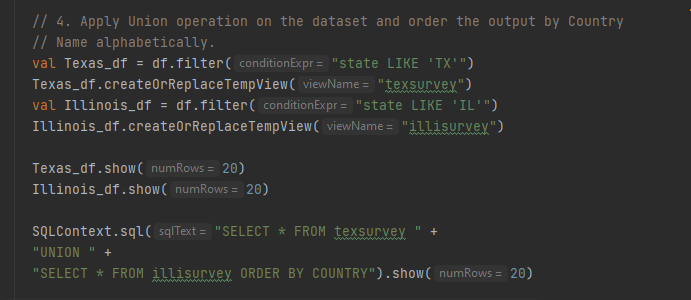 // 4. Apply Union operation on the dataset and order the output by Country
// Name alphabetically.
val Texas_df = df.filter( conditionExpr = "state LIKE 'TX'")
Texas_df.createOrReplaceTempView( viewName = "texsurvey")
val Illinois_df = df.filter( conditionExpr = "state LIKE 'IL'")
Illinois_df.createOrReplaceTempView( viewName = "illisurvey")
Texas_df.show( numRows = 20)
Illinois_df.show( numRows = 20)
SQLContext.sql( sqlText = "SELECT * FROM texsurvey " +
"UNION " +
"SELECT * FROM illisurvey ORDER BY COUNTRY").show( numRows = 20)